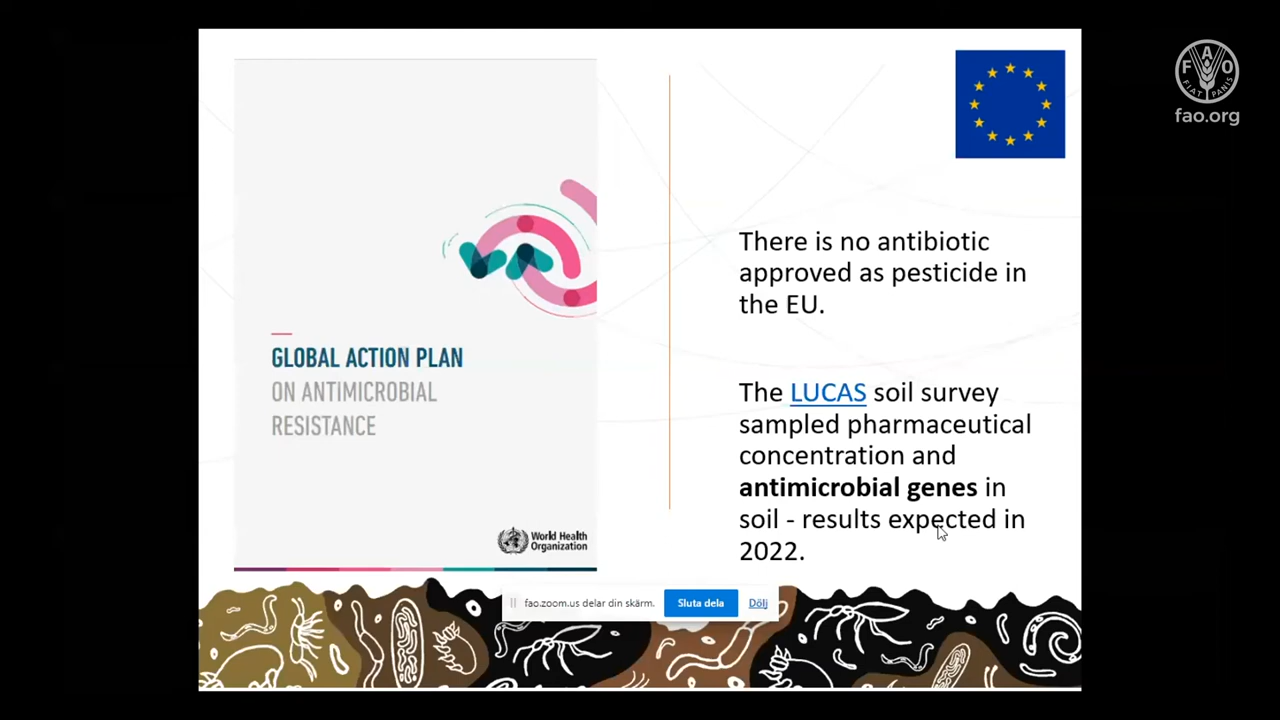 GLOBAL ACTION PLAN
ON ANTIMICROBIAL
RESISTANCE
World Health
Organization
There is no antibiotic
approved as pesticide in
the EU.
The LUCAS soil survey
sampled pharmaceutical
concentration and
antimicrobial genes in
soil - results expected in
2022.
fao.zoom.us delar din skärm.
Sluta dela
Dölj
F A O
FIAT PANIS
fao.org